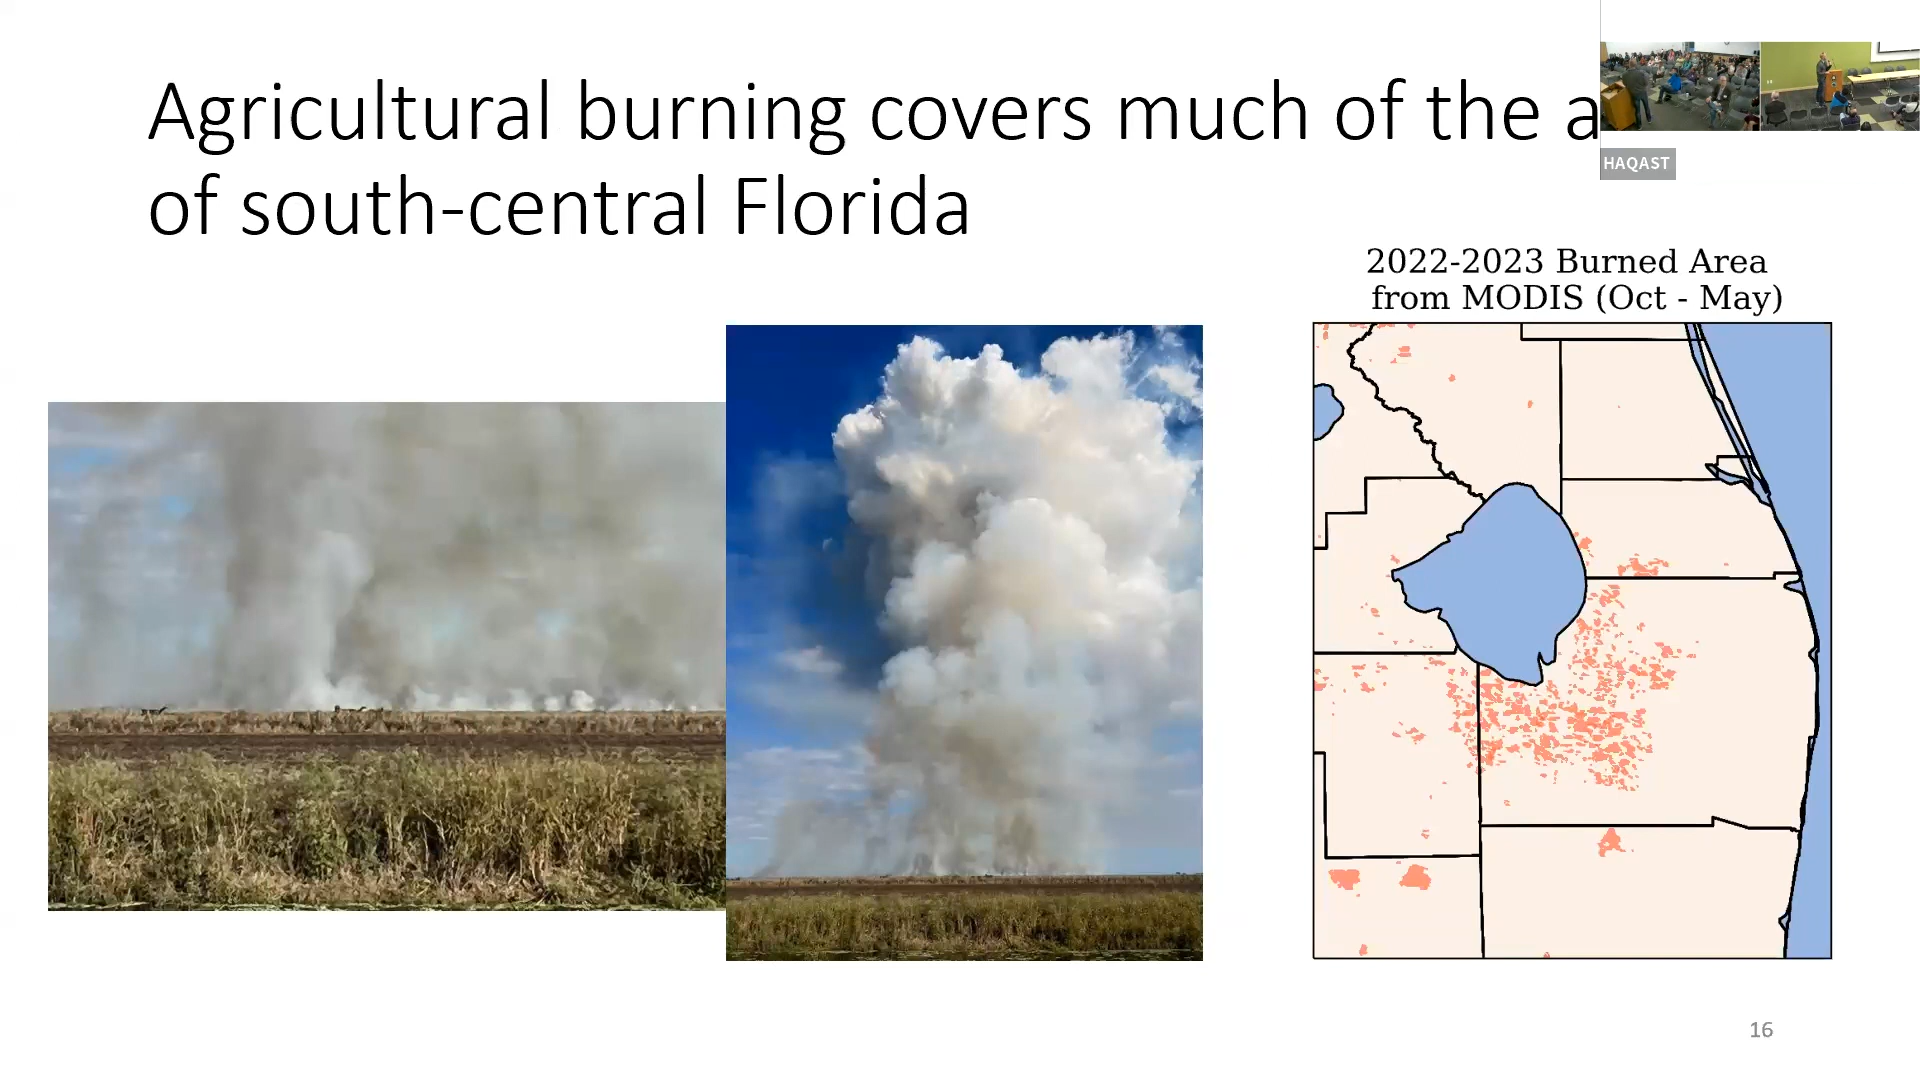 Agricultural burning covers much of the a
of south-central Florida
HAQAST
2022-2023 Burned Area
from MODIS (Oct - May)
16